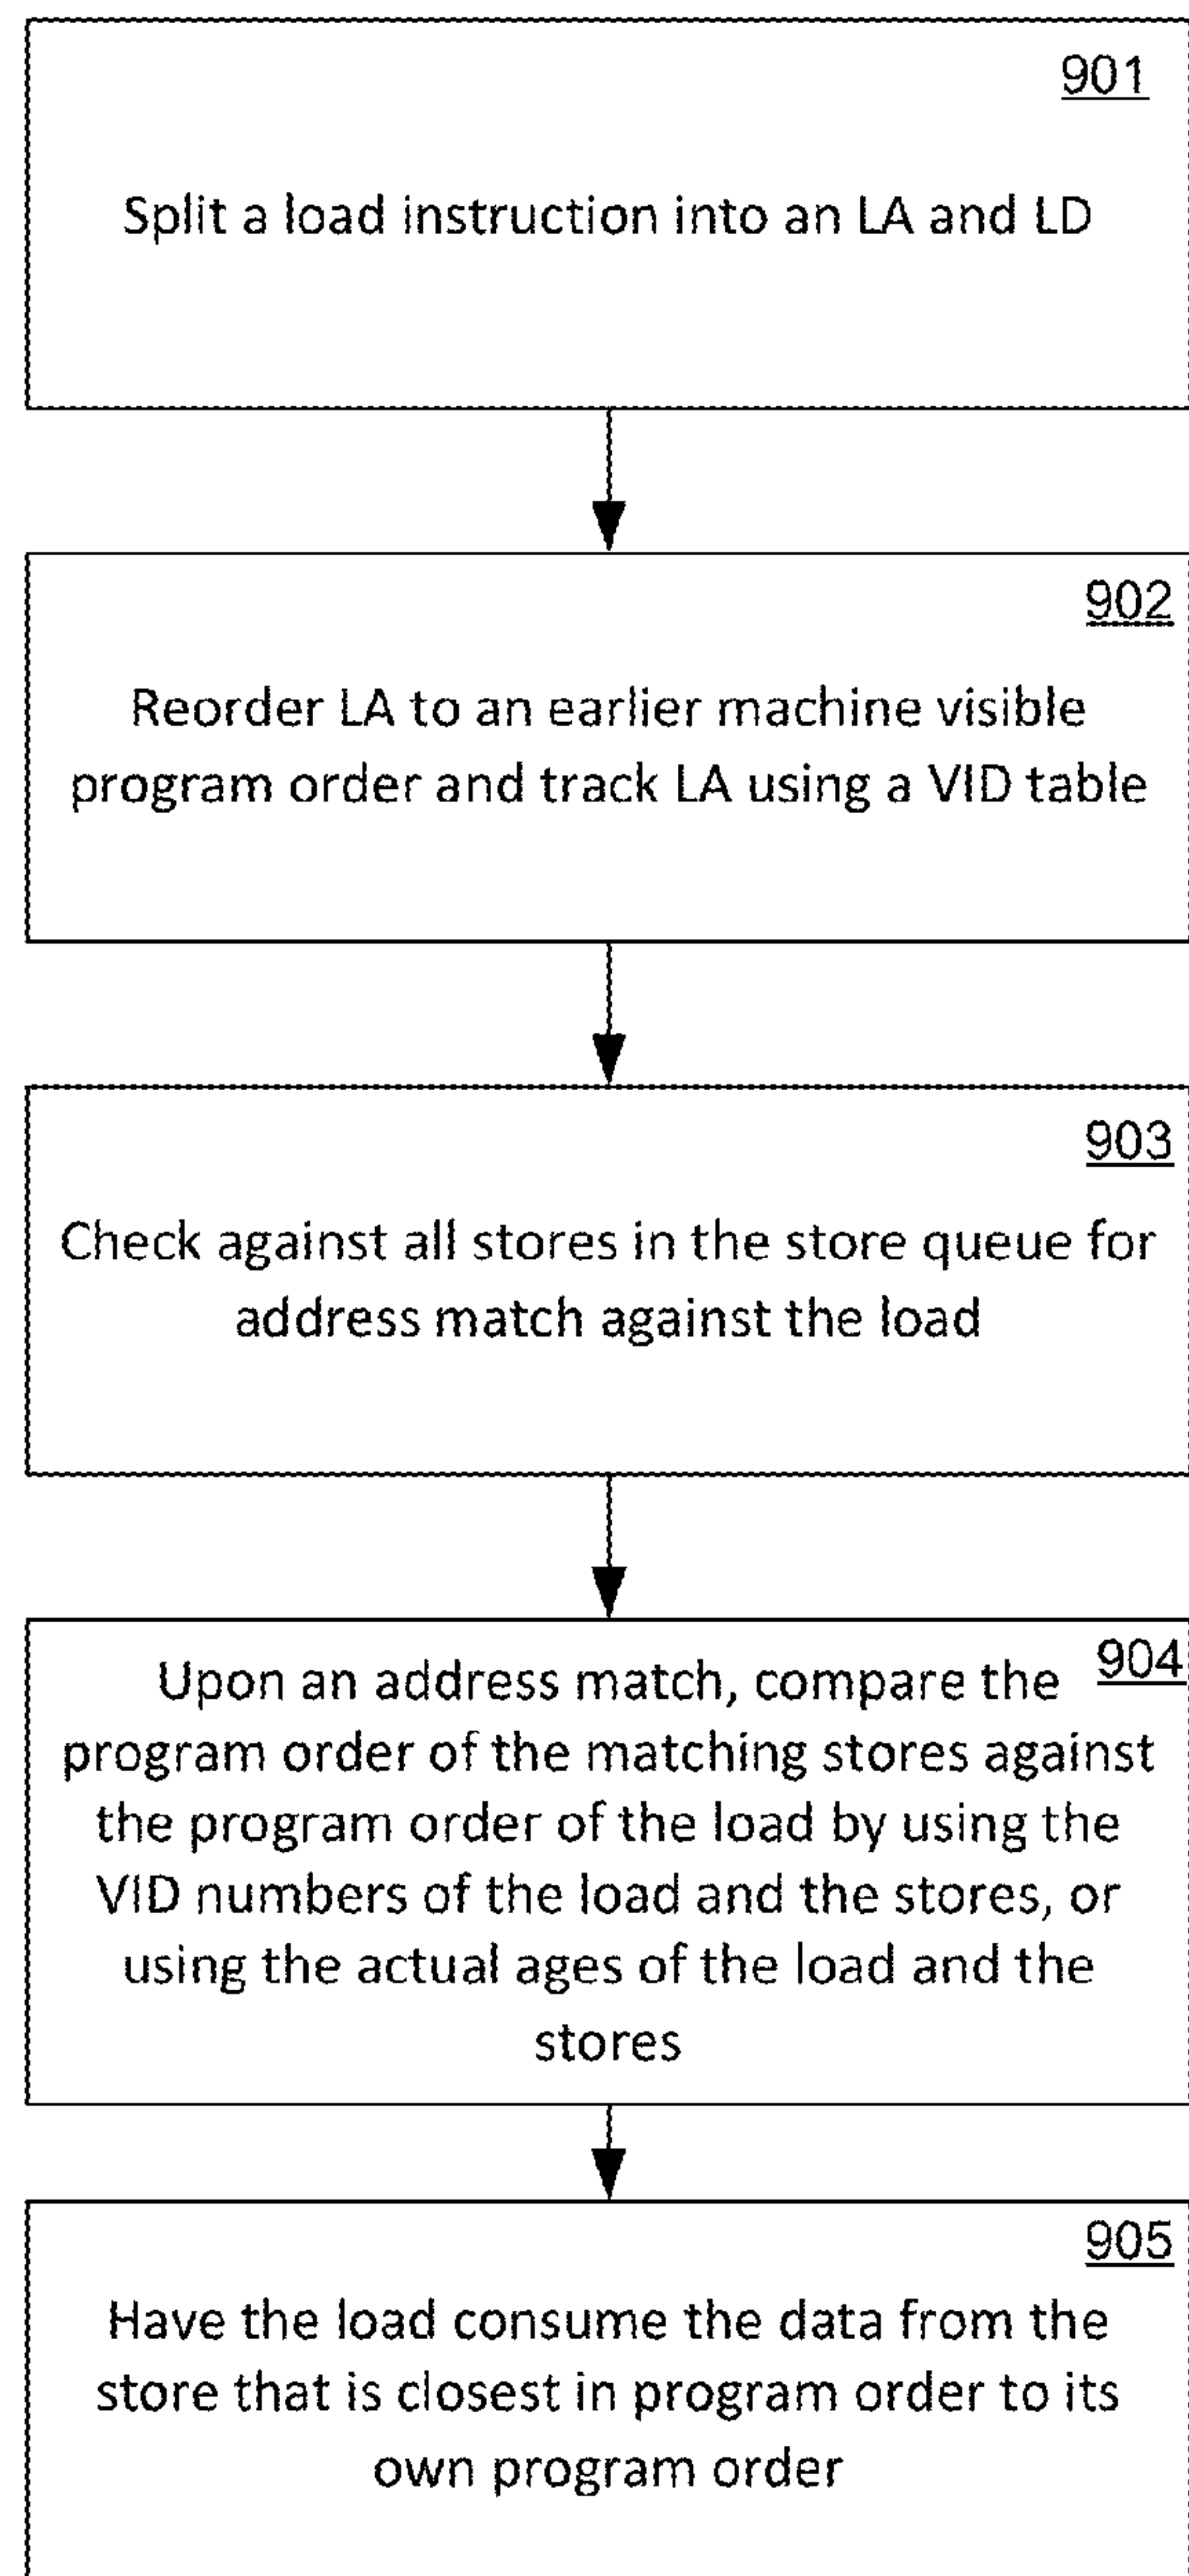 901
Split a load instruction into an LA and LD
902
Reorder LA to an earlier machine visible
program order and track LA using a VID table
903
Check against all stores in the store queue for
address match against the load
904
Upon an address match, compare the
program order of the matching stores against
the program order of the load by using the
VID numbers of the load and the stores, or
using the actual ages of the load and the
stores
905
Have the load consume the data from the
store that is closest in program order to its
own program order